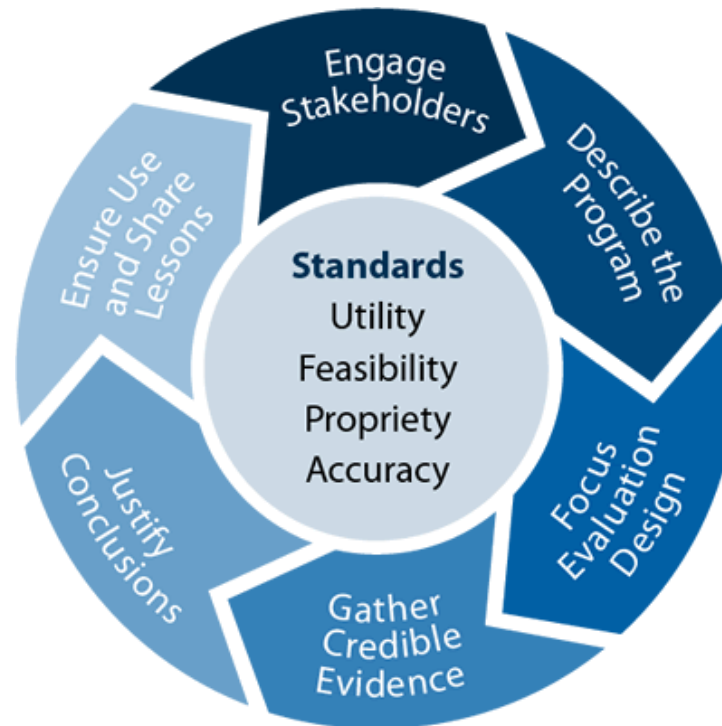 Engage
Stakeholders
Describe the
Program
Focus
Evaluation
Design
Gather
Credible
Evidence
Justify
Conclusions
Ensure Use
and Share
Lessons
Standards
Utility
Feasibility
Propriety
Accuracy